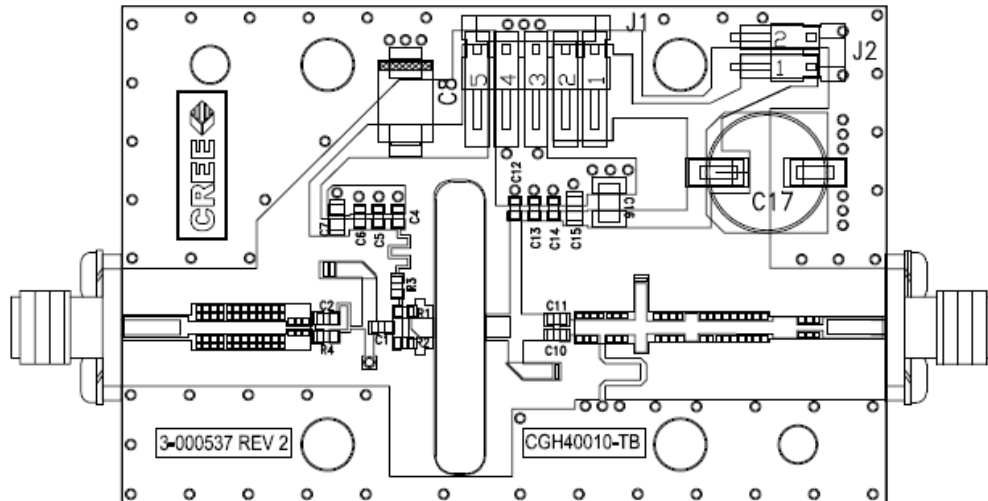 J1
J2
2
1
5
4
3
2
1
C8
CREE
C12
C7
C6
C5
C4
C13
C14
C15
C16
C17
R3
C2
R4
C1
R1
R2
C11
C10
3-000537 REV 2
CGH40010-TB